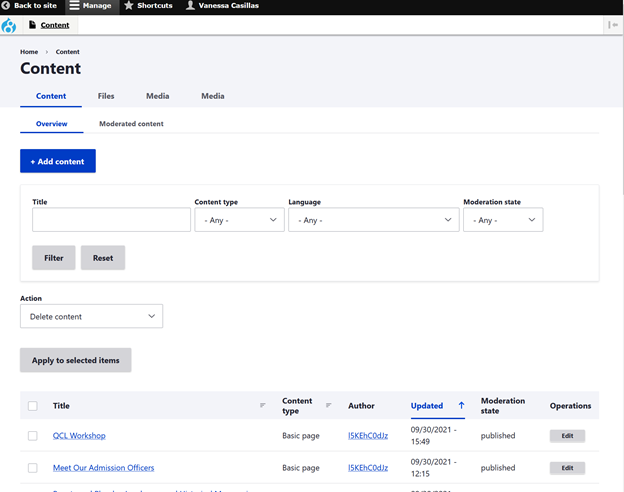 Back to site Manage Shortcuts Vanessa Casillas
Content
Home › Content
Content
Content Files Media Media
Overview Moderated content
+ Add content
Title Content type Language Moderation state
- Any - - Any - - Any -
Filter Reset
Action
Delete content
Apply to selected items
Title Content type Author Updated Moderation state Operations
QCL Workshop Basic page 09/30/2021 - 15:49 published Edit
Meet Our Admission Officers Basic page 09/30/2021 - 12:15 published Edit